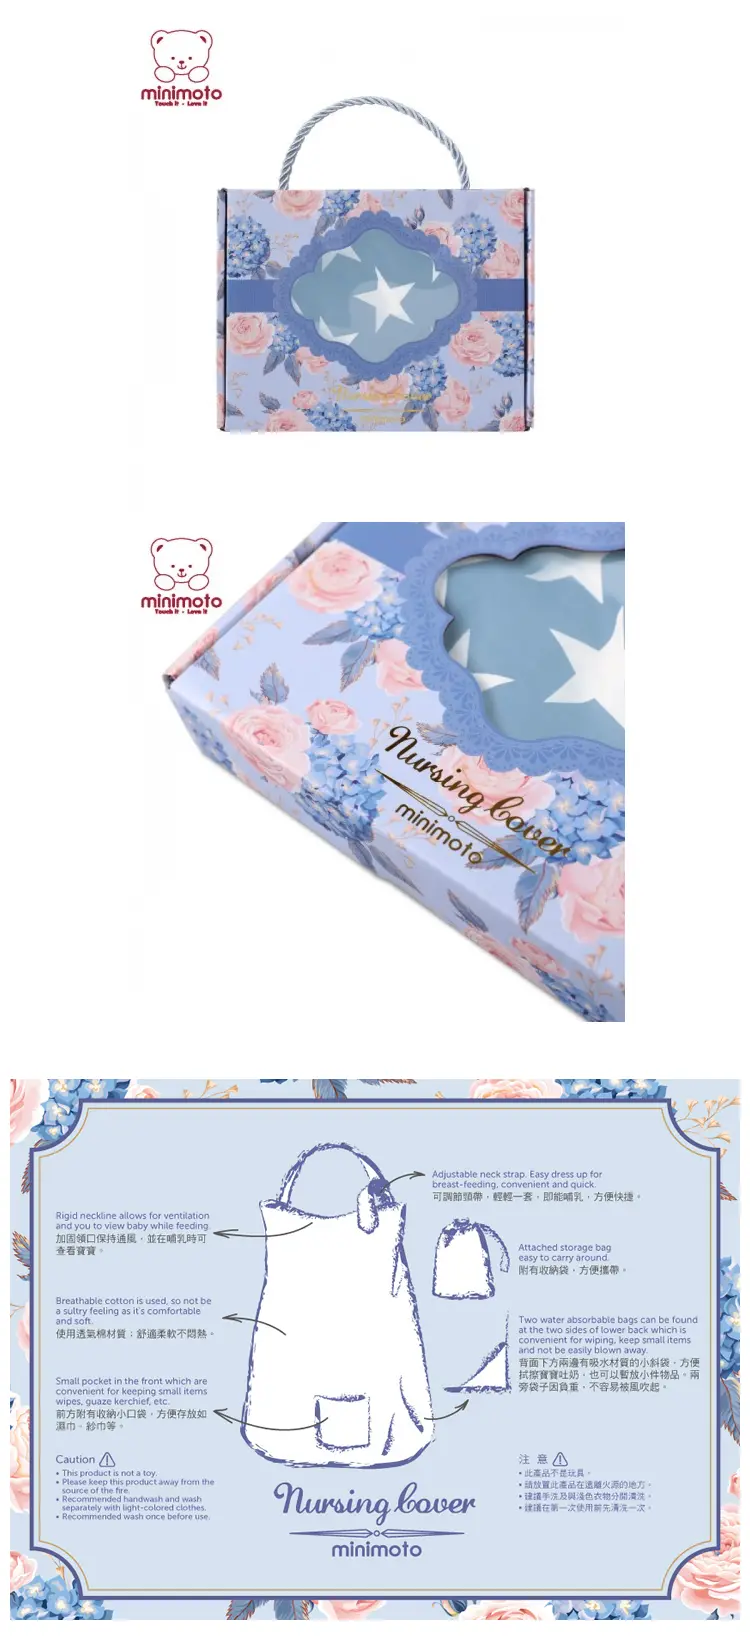 minimoto
Touch it • Love it
minimoto
Touch it • Love it
Nursing Cover
minimoto
Adjustable neck strap. Easy dress up for
breast-feeding, convenient and quick.
可調節頸帶，輕輕一套，即能哺乳，方便快捷。
Rigid neckline allows for ventilation
and you to view baby while feeding.
加固領口保持通風，並在哺乳時可
查看寶寶。
Attached storage bag
easy to carry around.
附有收納袋，方便攜帶。
Breathable cotton is used, so not be
a sultry feeling as it's comfortable
and soft.
使用透氣棉材質；舒適柔軟不悶熱。
Two water absorbable bags can be found
at the two sides of lower back which is
convenient for wiping, keep small items
and not be easily blown away.
背面下方兩邊有吸水材質的小斜袋，方便
拭擦寶寶吐奶，也可以暫放小件物品。兩
旁袋子因負重，不容易被風吹起。
Small pocket in the front which are
convenient for keeping small items
wipes, guaze kerchief, etc.
前方附有收納小口袋，方便存放如
濕巾、紗巾等。
Caution
• This product is not a toy.
• Please keep this product away from the
source of the fire.
• Recommended handwash and wash
separately with light-colored clothes.
• Recommended wash once before use.
注 意
• 此產品不是玩具。
• 請放置此產品在遠離火源的地方。
• 建議手洗及與淺色衣物分開清洗。
• 建議在第一次使用前先清洗一次。
Nursing Cover
minimoto